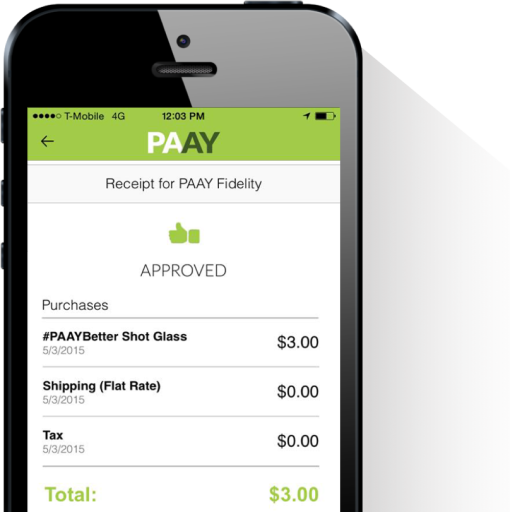 T-Mobile 4G 12:03 PM
PAAY
Receipt for PAAY Fidelity
APPROVED
Purchases
#PAAYBetter Shot Glass $3.00
5/3/2015
Shipping (Flat Rate) $0.00
5/3/2015
Tax $0.00
5/3/2015
Total: $3.00